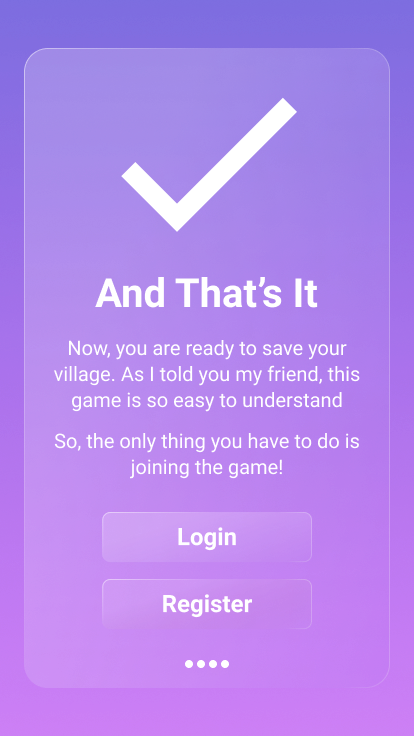 And That’s It
Now, you are ready to save your
village. As I told you my friend, this
game is so easy to understand
So, the only thing you have to do is
joining the game!
Login
Register